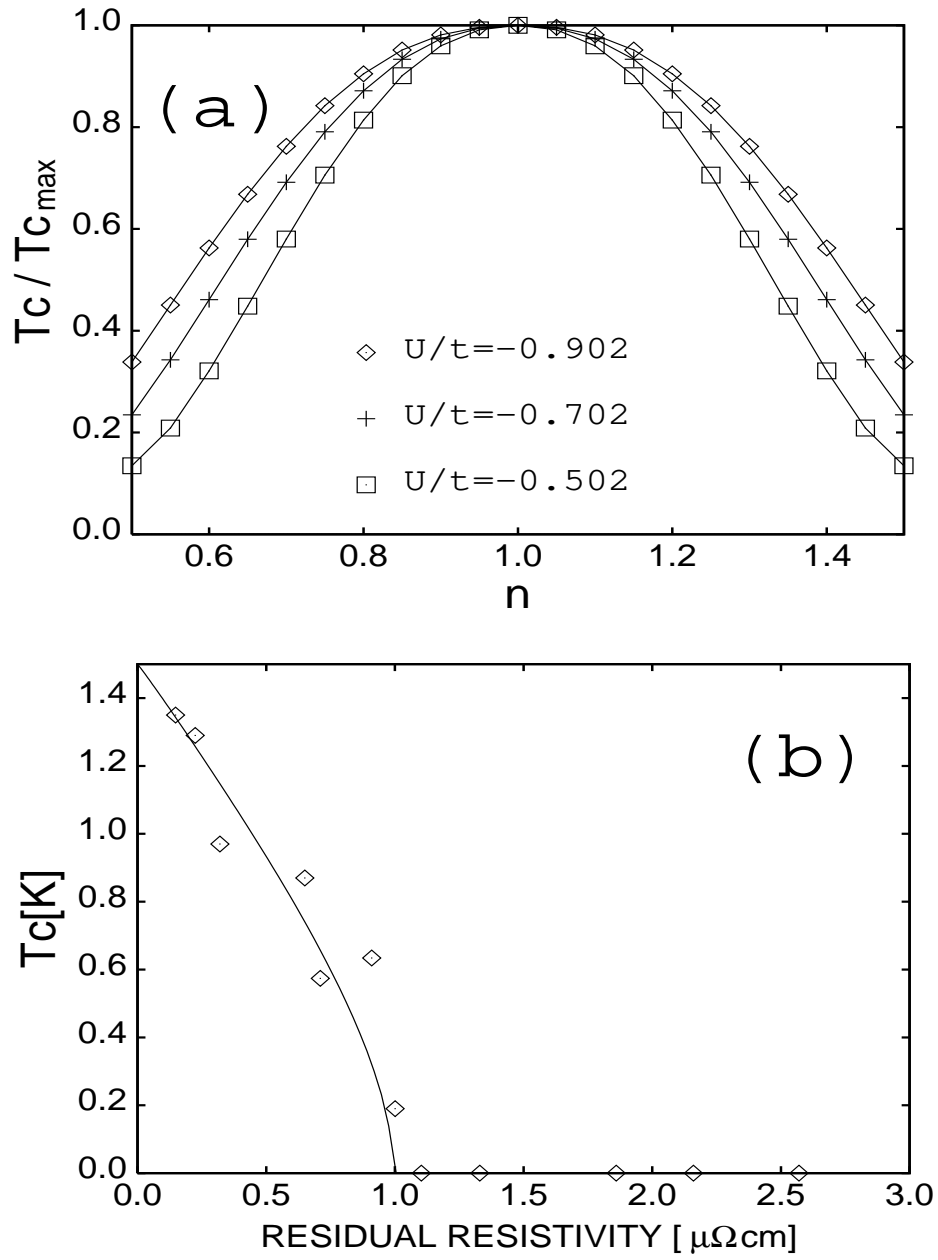 (a)
1.0
0.8
0.6
0.4
0.2
0.0
Tc / Tcmax
U/t=-0.902
U/t=-0.702
U/t=-0.502
0.6 0.8 1.0 1.2 1.4
n
(b)
1.4
1.2
1.0
0.8
0.6
0.4
0.2
0.0
Tc[K]
0.0 0.5 1.0 1.5 2.0 2.5 3.0
RESIDUAL RESISTIVITY [ μΩcm]